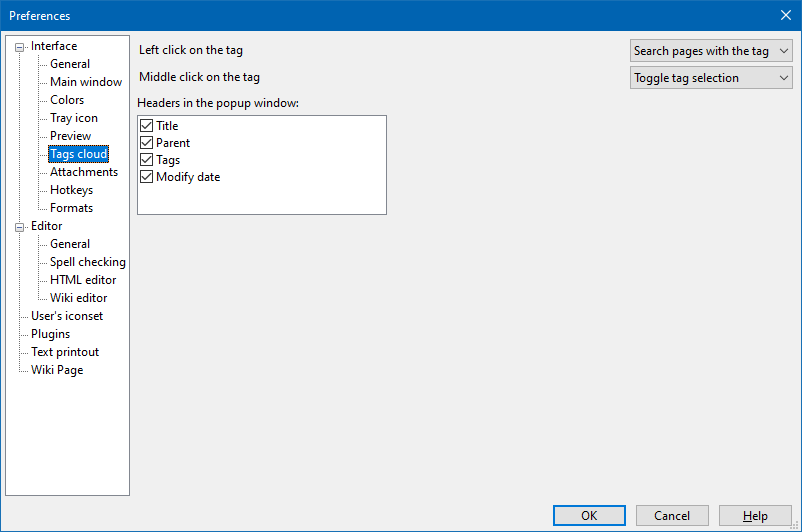 Preferences
Interface
General
Main window
Colors
Tray icon
Preview
Tags cloud
Attachments
Hotkeys
Formats
Editor
General
Spell checking
HTML editor
Wiki editor
User's iconset
Plugins
Text printout
Wiki Page
Left click on the tag
Search pages with the tag
Middle click on the tag
Toggle tag selection
Headers in the popup window:
Title
Parent
Tags
Modify date
OK
Cancel
Help